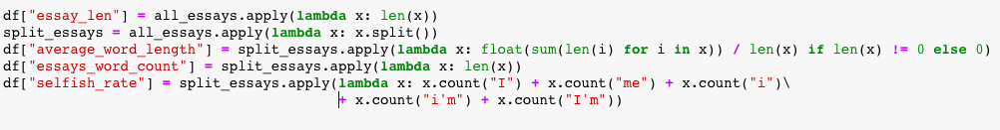 df["essay_len"] = all_essays.apply(lambda x: len(x))
split_essays = all_essays.apply(lambda x: x.split())
df["average_word_length"] = split_essays.apply(lambda x: float(sum(len(i) for i in x)) / len(x) if len(x) != 0 else 0)
df["essays_word_count"] = split_essays.apply(lambda x: len(x))
df["selfish_rate"] = split_essays.apply(lambda x: x.count("I") + x.count("me") + x.count("i")\
+ x.count("i'm") + x.count("I'm"))